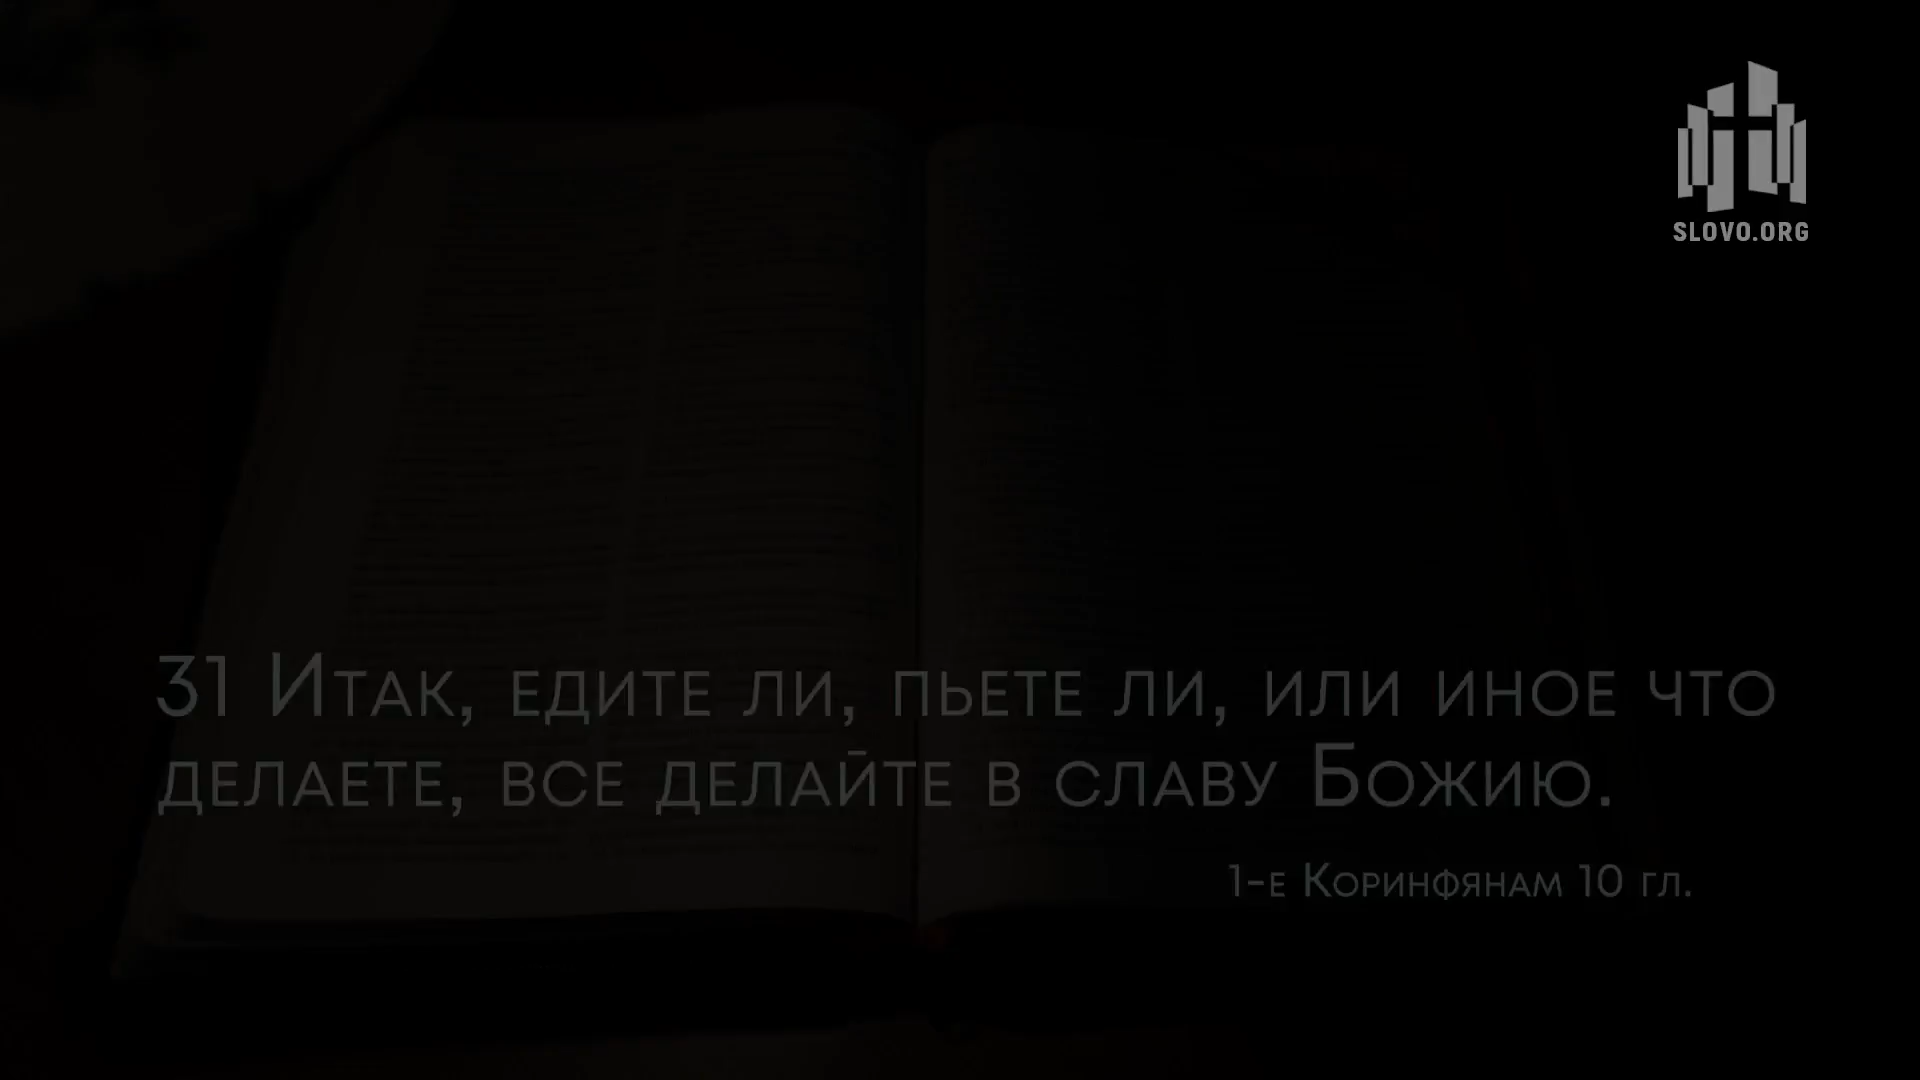 SLOVO.ORG
31 Итак, едите ли, пьете ли, или иное что
делаете, все делайте в славу Божию.
1-е Коринфянам 10 гл.